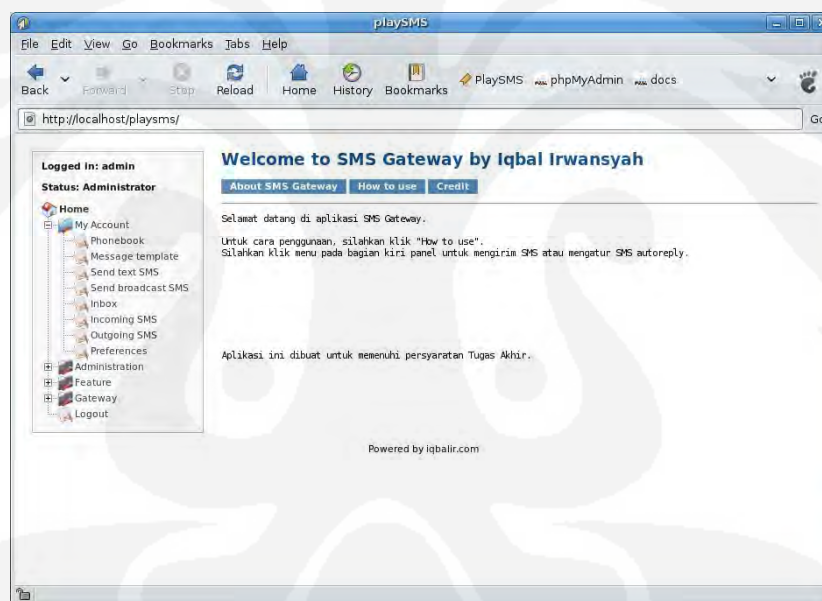 playSMS
File Edit View Go Bookmarks Tabs Help
Back Forward Stop Reload Home History Bookmarks PlaySMS phpMyAdmin docs
http://localhost/playsms/ Go
Logged in: admin
Status: Administrator
Home
My Account
Phonebook
Message template
Send text SMS
Send broadcast SMS
Inbox
Incoming SMS
Outgoing SMS
Preferences
Administration
Feature
Gateway
Logout
Welcome to SMS Gateway by Iqbal Irwansyah
About SMS Gateway How to use Credit
Selamat datang di aplikasi SMS Gateway.
Untuk cara penggunaan, silahkan klik "How to use".
Silahkan klik menu pada bagian kiri panel untuk mengirim SMS atau mengatur SMS autoreply.
Aplikasi ini dibuat untuk memenuhi persyaratan Tugas Akhir.
Powered by iqbalir.com